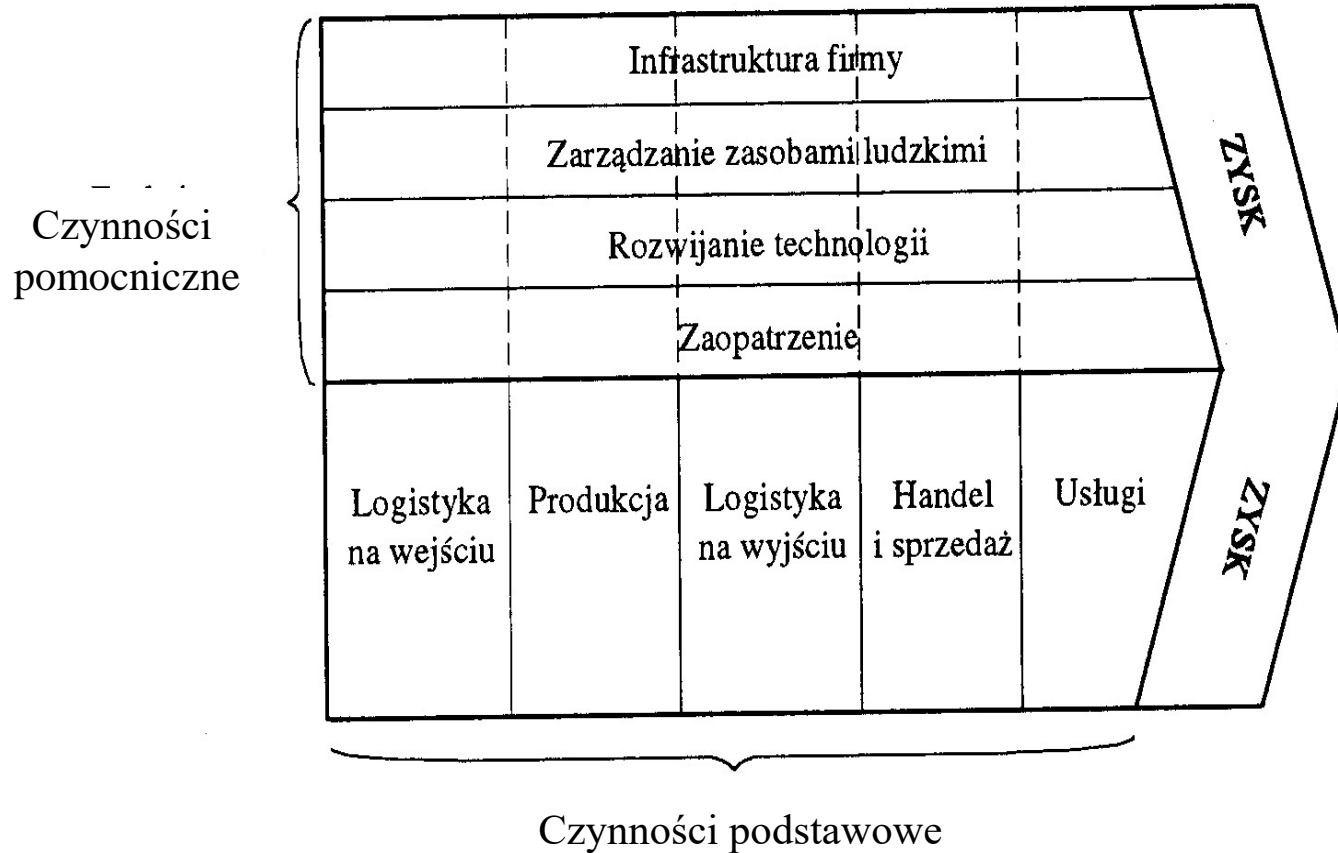 Infrastruktura firmy
Zarządzanie zasobami ludzkimi
Rozwijanie technologii
Zaopatrzenie
Czynności
pomocniczne
ZYSK
Logistyka
na wejściu
Produkcja
Logistyka
na wyjściu
Handel
i sprzedaż
Usługi
ZYSK
Czynności podstawowe